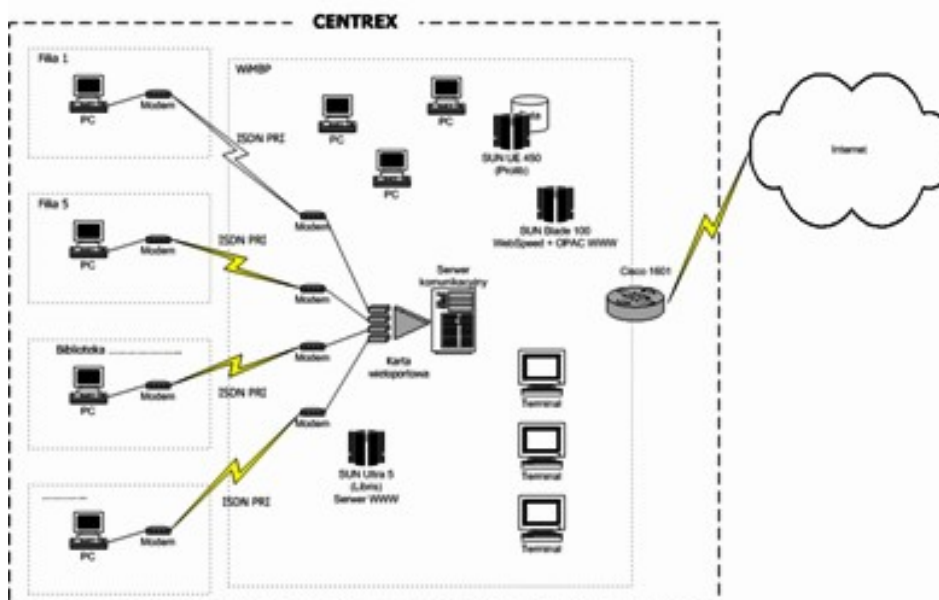 CENTREX
Filia 1
PC
Modem
ISDN PRI
WiMBP
PC
PC
PC
Data
SUN UE 450
(Prolib)
SUN Blade 100
WebSpeed + OPAC WWW
Internet
Filia 5
PC
Modem
ISDN PRI
Modem
Modem
Serwer
komunikacyjny
Cisco 1601
Biblioteka
PC
Modem
ISDN PRI
Modem
Karta
wieloportowa
Terminal
Modem
SUN Ultra 5
(Libris)
Serwer WWW
Terminal
PC
Modem
ISDN PRI
Terminal